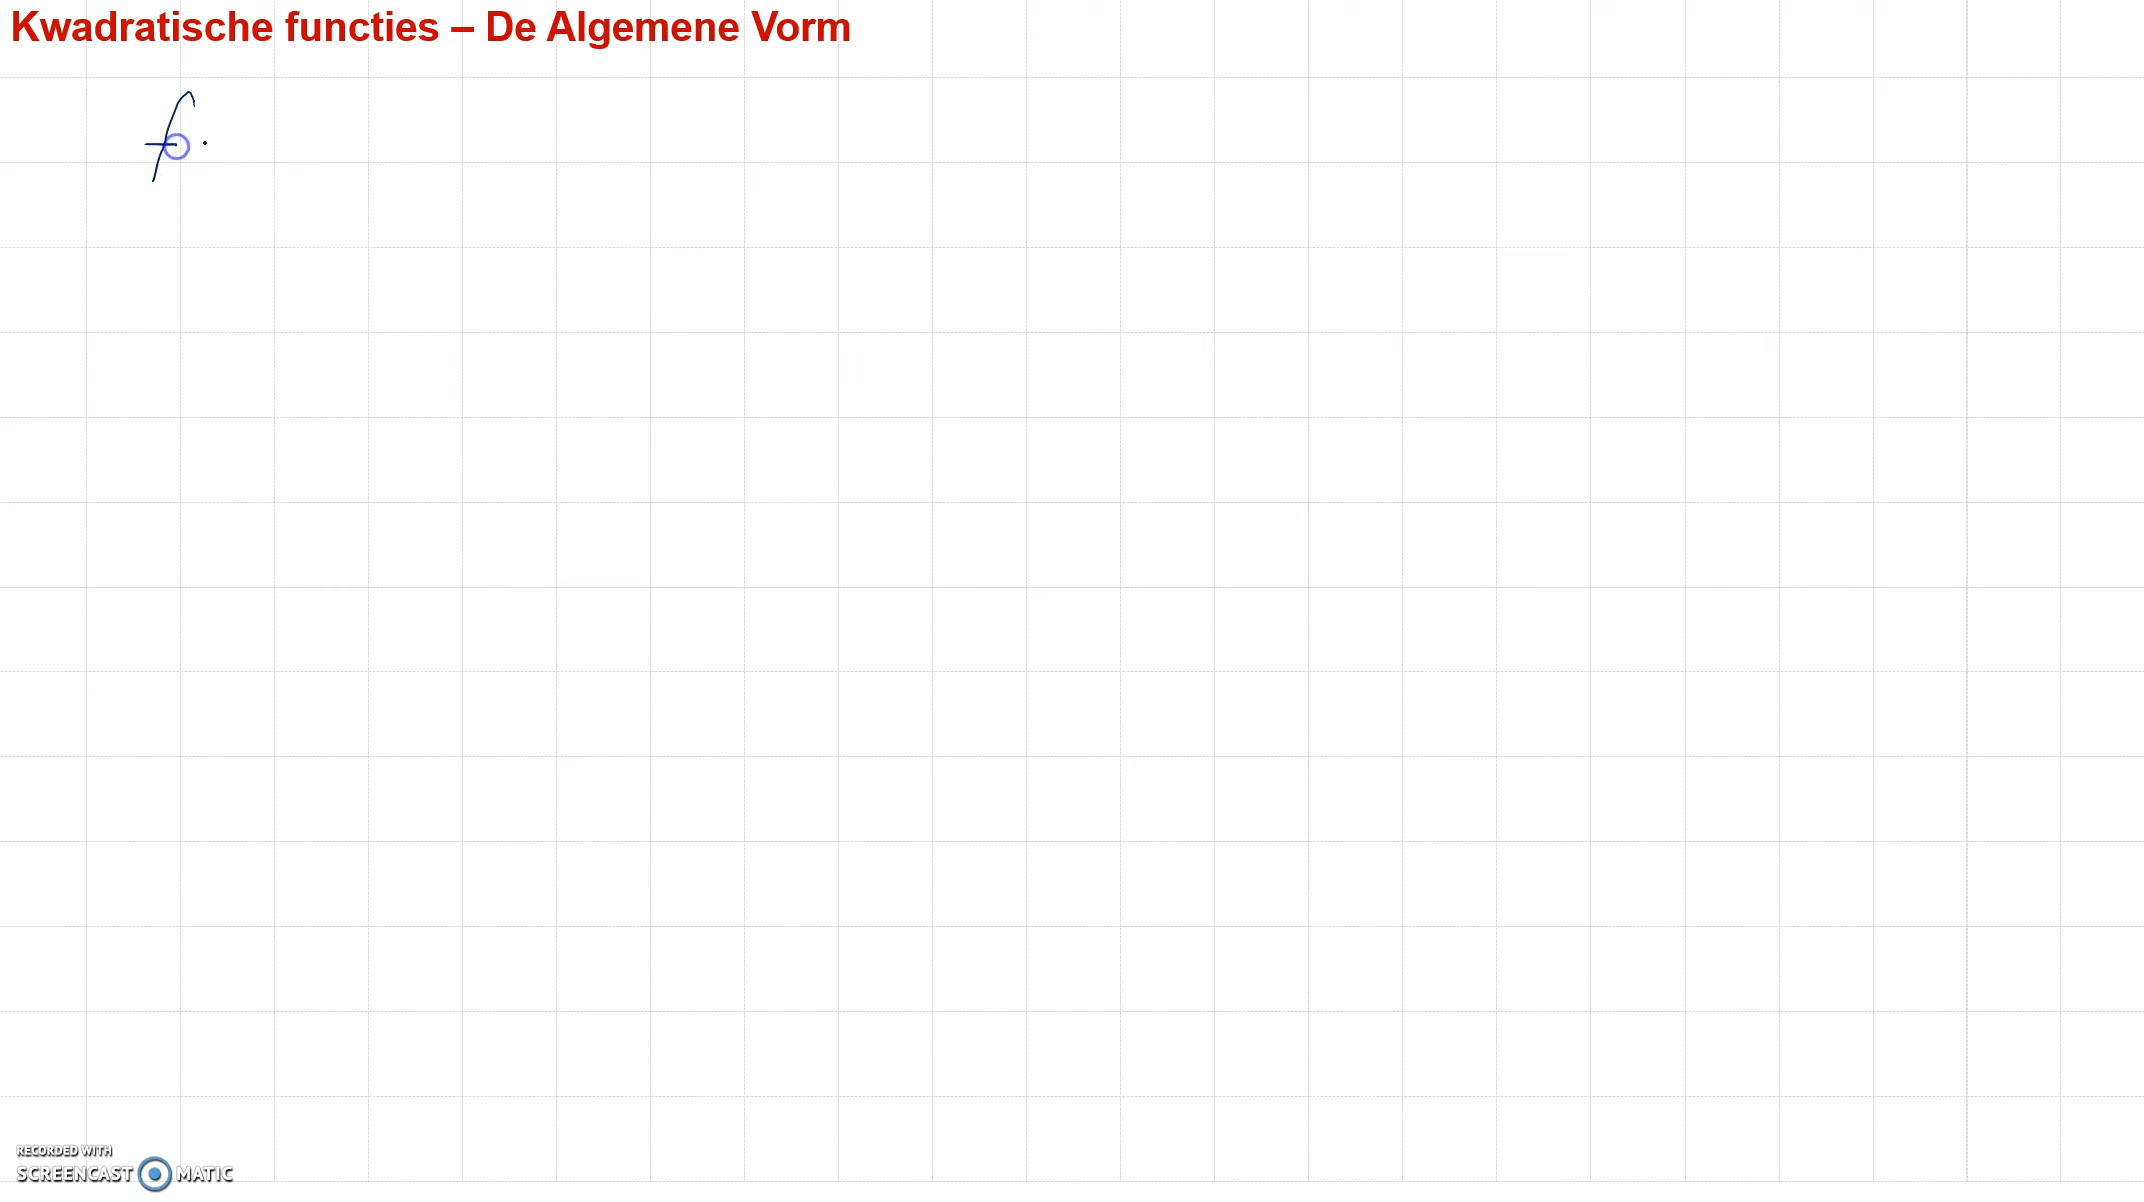 Kwadratische functies – De Algemene Vorm
f .
RECORDED WITH
SCREENCAST MATIC